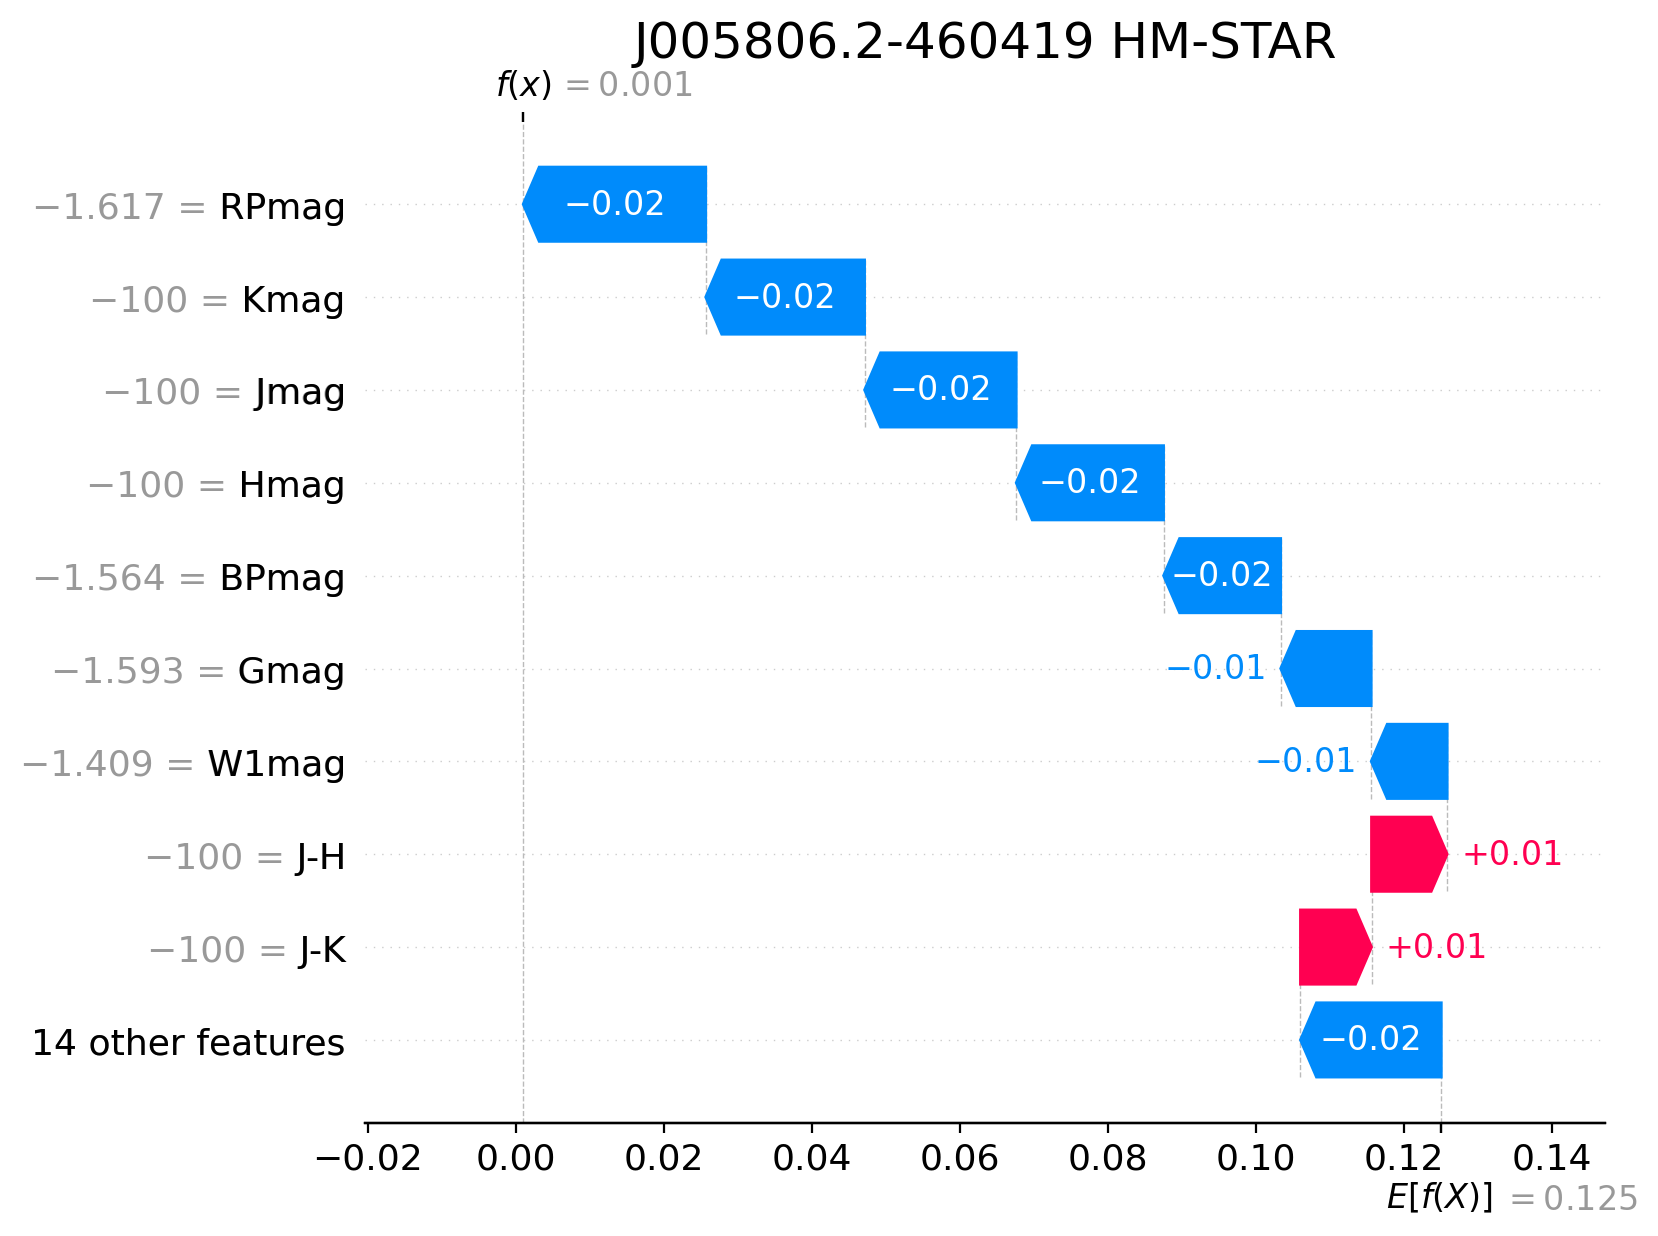 J005806.2-460419 HM-STAR
f(x) = 0.001
−1.617 = RPmag
−0.02
−100 = Kmag
−0.02
−100 = Jmag
−0.02
−100 = Hmag
−0.02
−1.564 = BPmag
−0.02
−1.593 = Gmag
−0.01
−1.409 = W1mag
−0.01
−100 = J-H
+0.01
−100 = J-K
+0.01
14 other features
−0.02
−0.02 0.00 0.02 0.04 0.06 0.08 0.10 0.12 0.14
E[f(X)] = 0.125